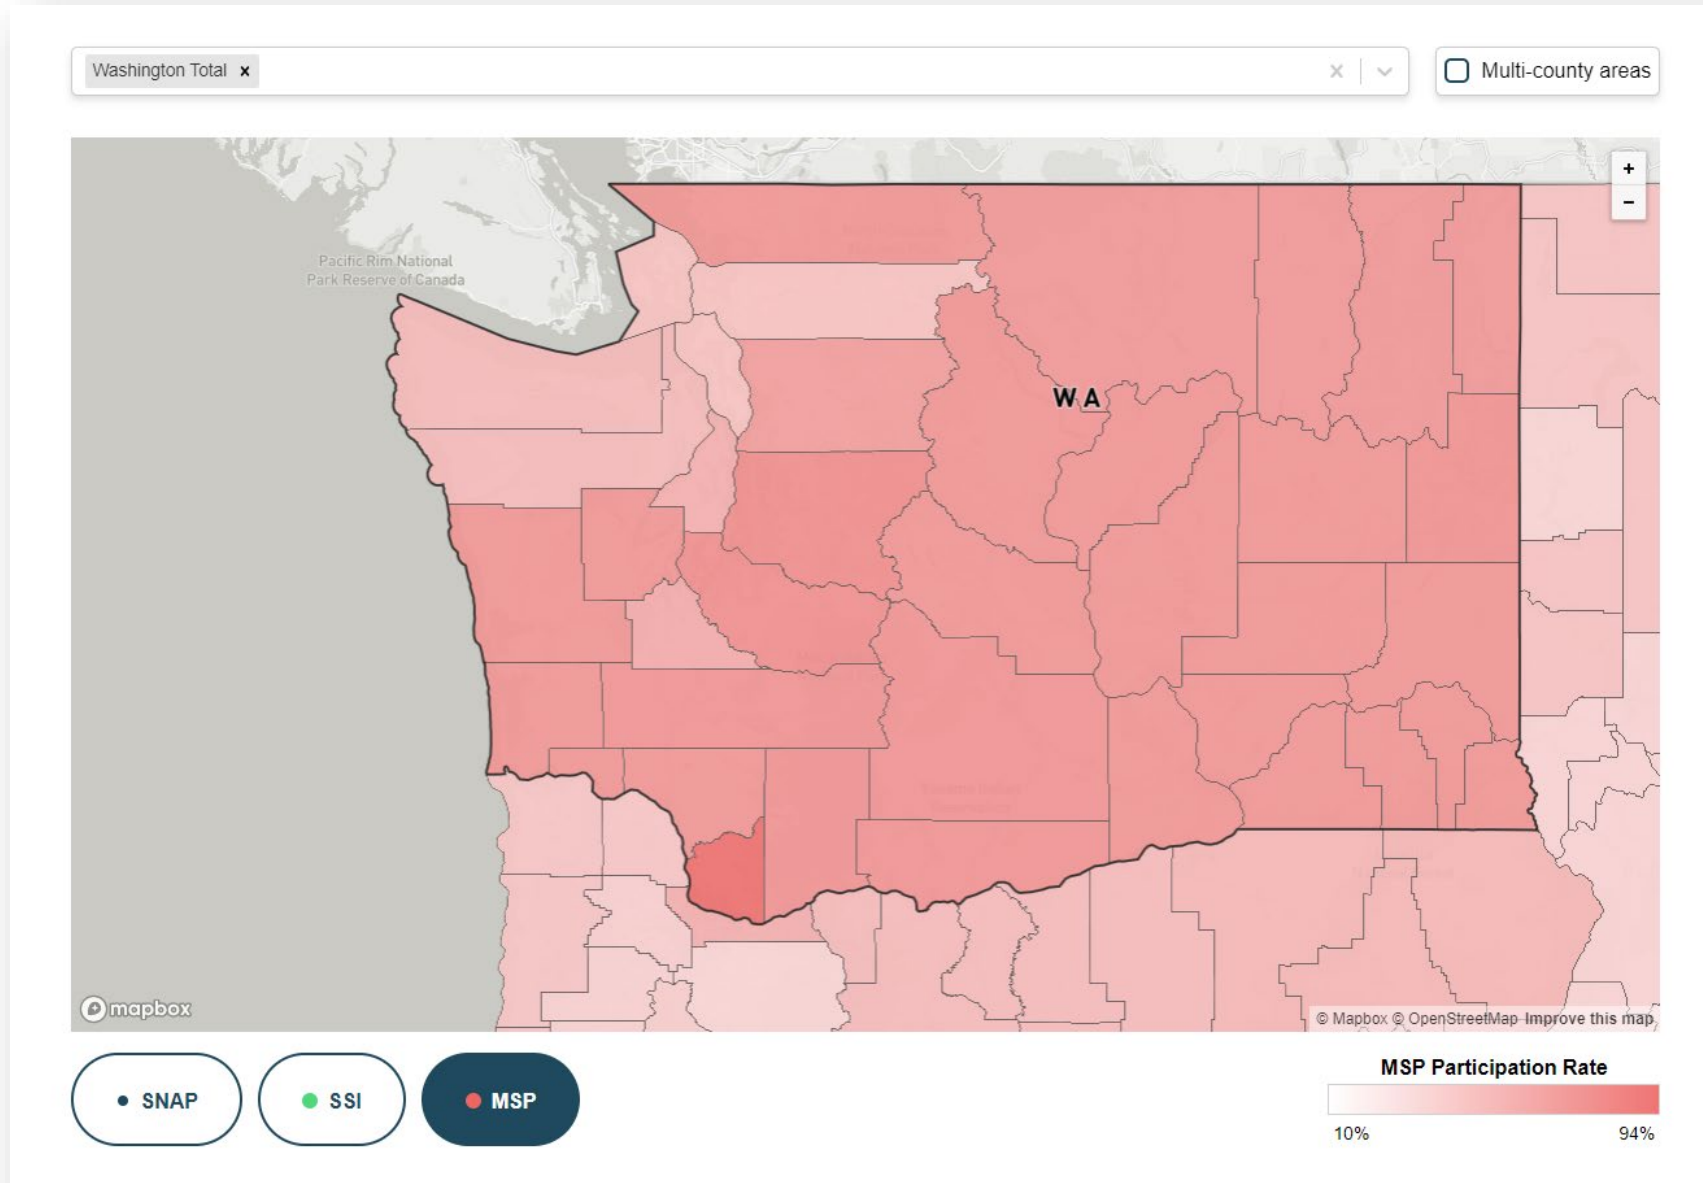 Washington Total ×
Multi-county areas
+
−
Pacific Rim National
Park Reserve of Canada
WA
mapbox
© Mapbox © OpenStreetMap Improve this map
SNAP
SSI
MSP
MSP Participation Rate
10%
94%